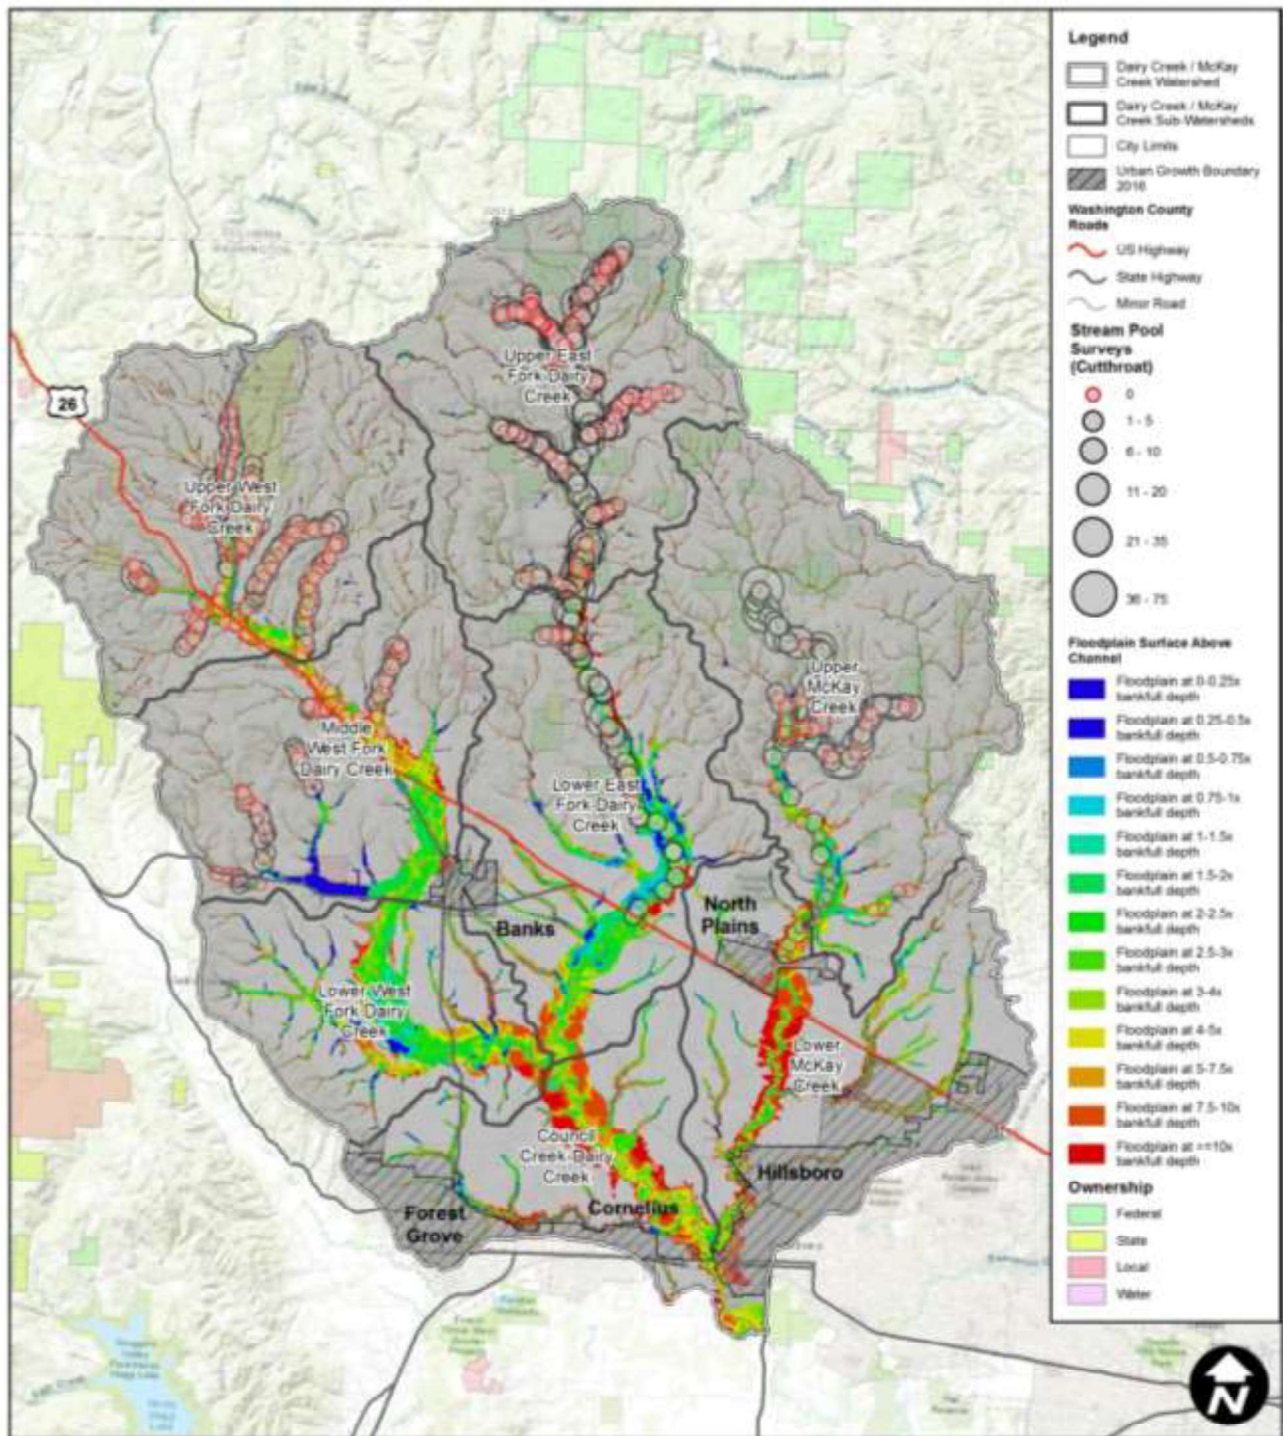 Legend
Dairy Creek / McKay
Creek Watershed
Dairy Creek / McKay
Creek Sub-Watersheds
City Limits
Urban Growth Boundary
2016
Washington County
Roads
US Highway
State Highway
Minor Road
Stream Pool
Surveys
(Cutthroat)
0
1 - 5
6 - 10
11 - 20
21 - 35
36 - 75
Floodplain Surface Above
Channel
Floodplain at 0-0.25x
bankfull depth
Floodplain at 0.25-0.5x
bankfull depth
Floodplain at 0.5-0.75x
bankfull depth
Floodplain at 0.75-1x
bankfull depth
Floodplain at 1-1.5x
bankfull depth
Floodplain at 1.5-2x
bankfull depth
Floodplain at 2-2.5x
bankfull depth
Floodplain at 2.5-3x
bankfull depth
Floodplain at 3-4x
bankfull depth
Floodplain at 4-5x
bankfull depth
Floodplain at 5-7.5x
bankfull depth
Floodplain at 7.5-10x
bankfull depth
Floodplain at >=10x
bankfull depth
Ownership
Federal
State
Local
Water
26
Upper East
Fork-Dairy
Creek
Upper West
Fork-Dairy
Creek
Upper
McKay
Creek
Middle
West Fork
Dairy Creek
Lower East
Fork-Dairy
Creek
Banks
North
Plains
Lower West
Fork-Dairy
Creek
Lower
McKay
Creek
Council
Creek-Dairy
Creek
Hillsboro
Cornelius
Forest
Grove
N